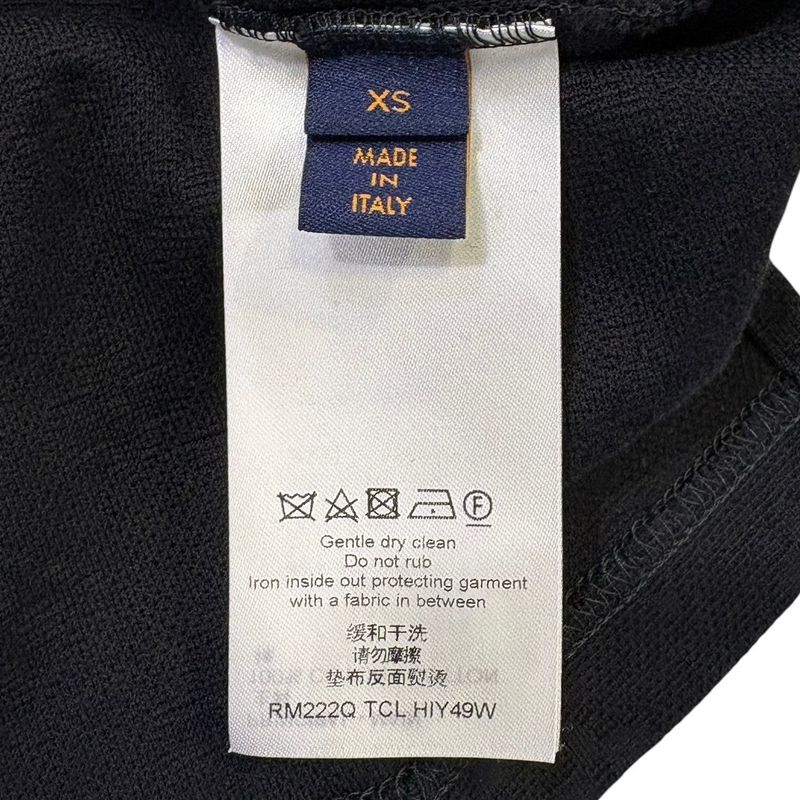 XS
MADE
IN
ITALY
F
Gentle dry clean
Do not rub
Iron inside out protecting garment
with a fabric in between
缓和干洗
请勿摩擦
垫布反面熨烫
RM222Q TCL HIY49W